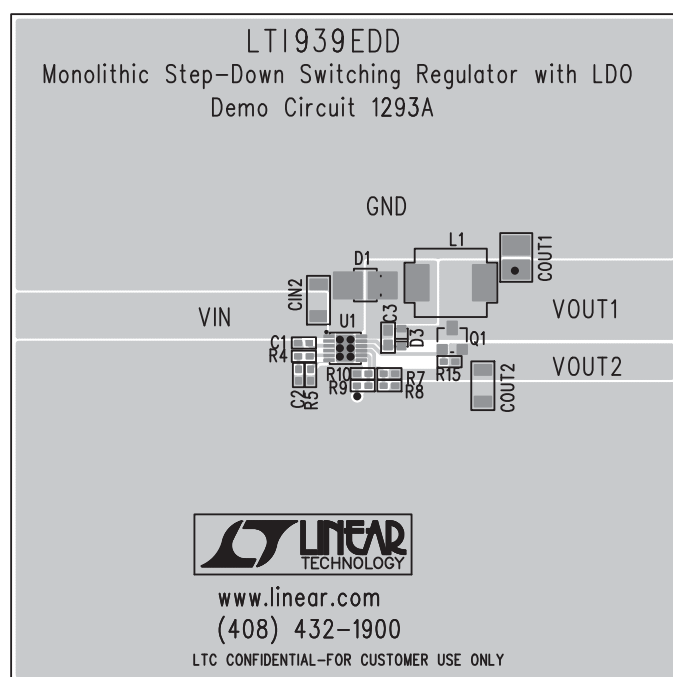 LT1939EDD
Monolithic Step-Down Switching Regulator with LDO
Demo Circuit 1293A
GND
L1
COUT1
D1
CIN2
VIN
U1
C3
D3
Q1
VOUT1
C1
R4
VOUT2
R10
R7
R15
R9
R8
C2
R5
COUT2
LINEAR
TECHNOLOGY
www.linear.com
(408) 432-1900
LTC CONFIDENTIAL-FOR CUSTOMER USE ONLY